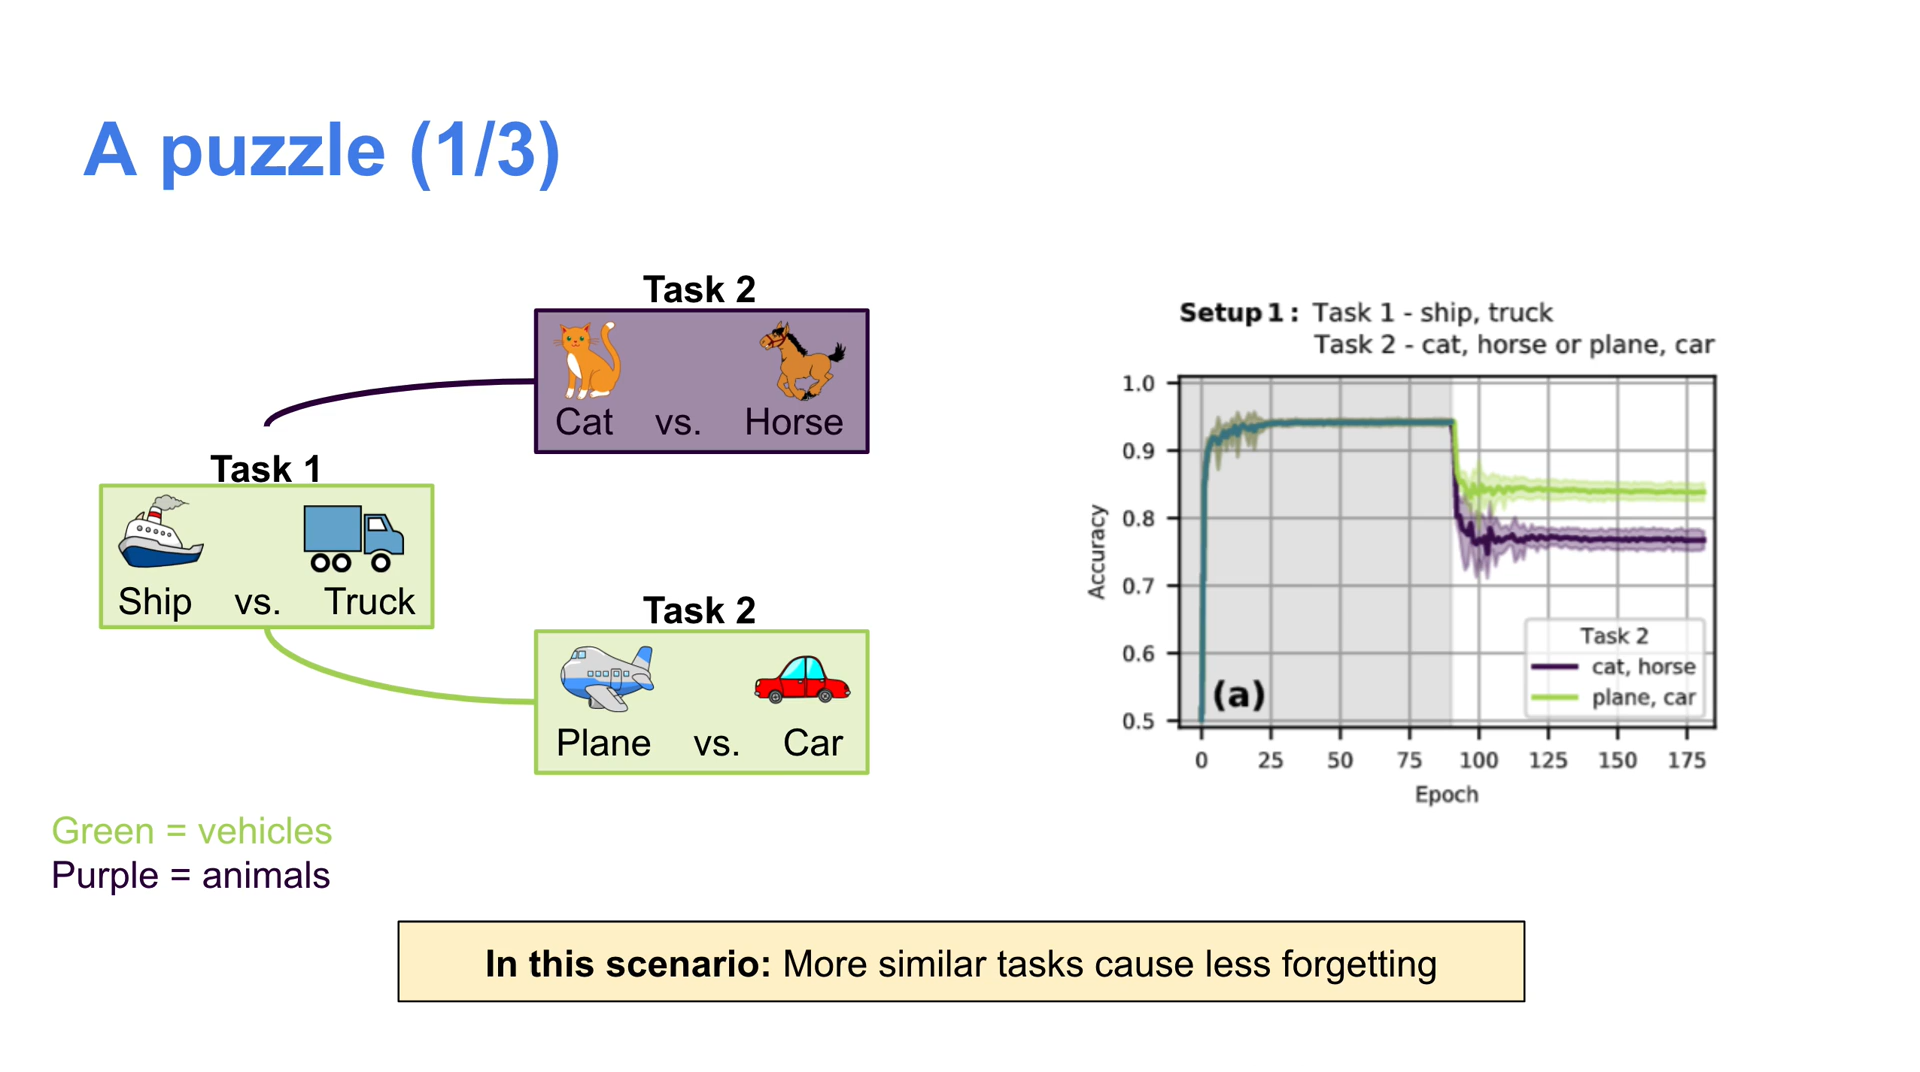 A puzzle (1/3)
Task 2
Cat vs. Horse
Task 1
Ship vs. Truck
Task 2
Plane vs. Car
Green = vehicles
Purple = animals
Setup 1: Task 1 - ship, truck
Task 2 - cat, horse or plane, car
1.0
0.9
0.8
0.7
0.6
0.5
Accuracy
(a)
Task 2
cat, horse
plane, car
0 25 50 75 100 125 150 175
Epoch
In this scenario: More similar tasks cause less forgetting